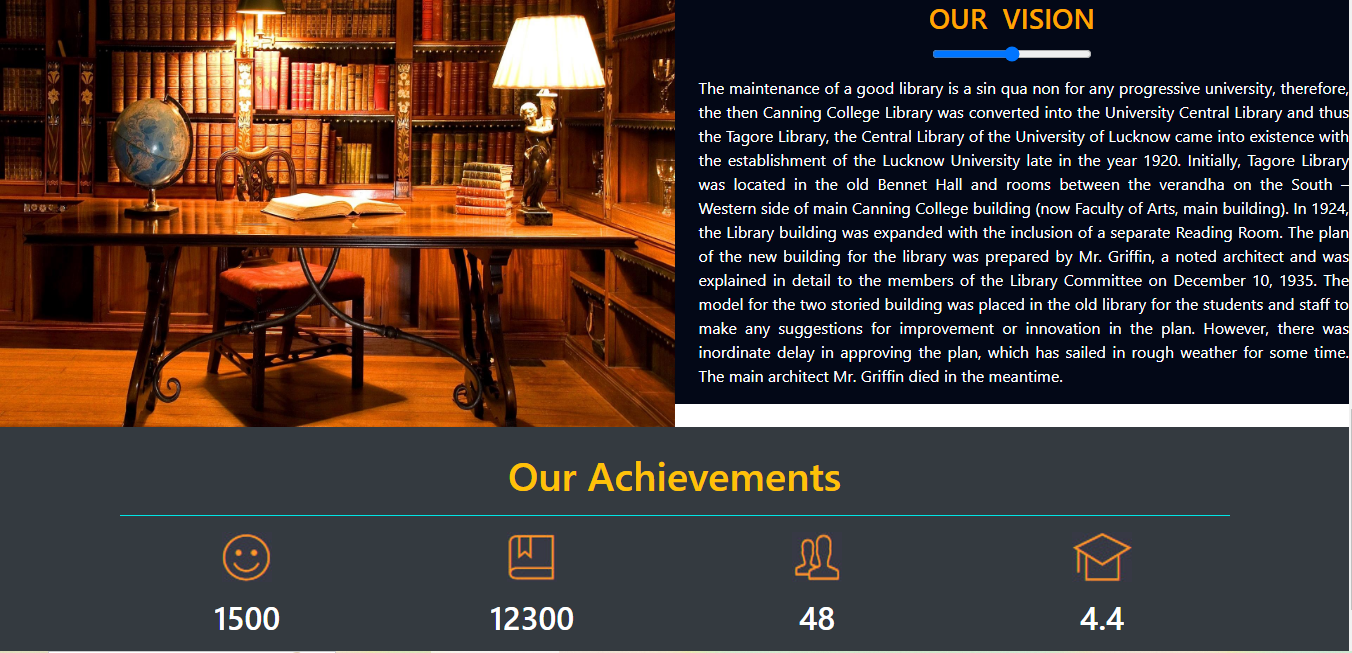 OUR VISION
The maintenance of a good library is a sin qua non for any progressive university, therefore,
the then Canning College Library was converted into the University Central Library and thus
the Tagore Library, the Central Library of the University of Lucknow came into existence with
the establishment of the Lucknow University late in the year 1920. Initially, Tagore Library
was located in the old Bennet Hall and rooms between the verandha on the South –
Western side of main Canning College building (now Faculty of Arts, main building). In 1924,
the Library building was expanded with the inclusion of a separate Reading Room. The plan
of the new building for the library was prepared by Mr. Griffin, a noted architect and was
explained in detail to the members of the Library Committee on December 10, 1935. The
model for the two storied building was placed in the old library for the students and staff to
make any suggestions for improvement or innovation in the plan. However, there was
inordinate delay in approving the plan, which has sailed in rough weather for some time.
The main architect Mr. Griffin died in the meantime.
Our Achievements
1500 12300 48 4.4